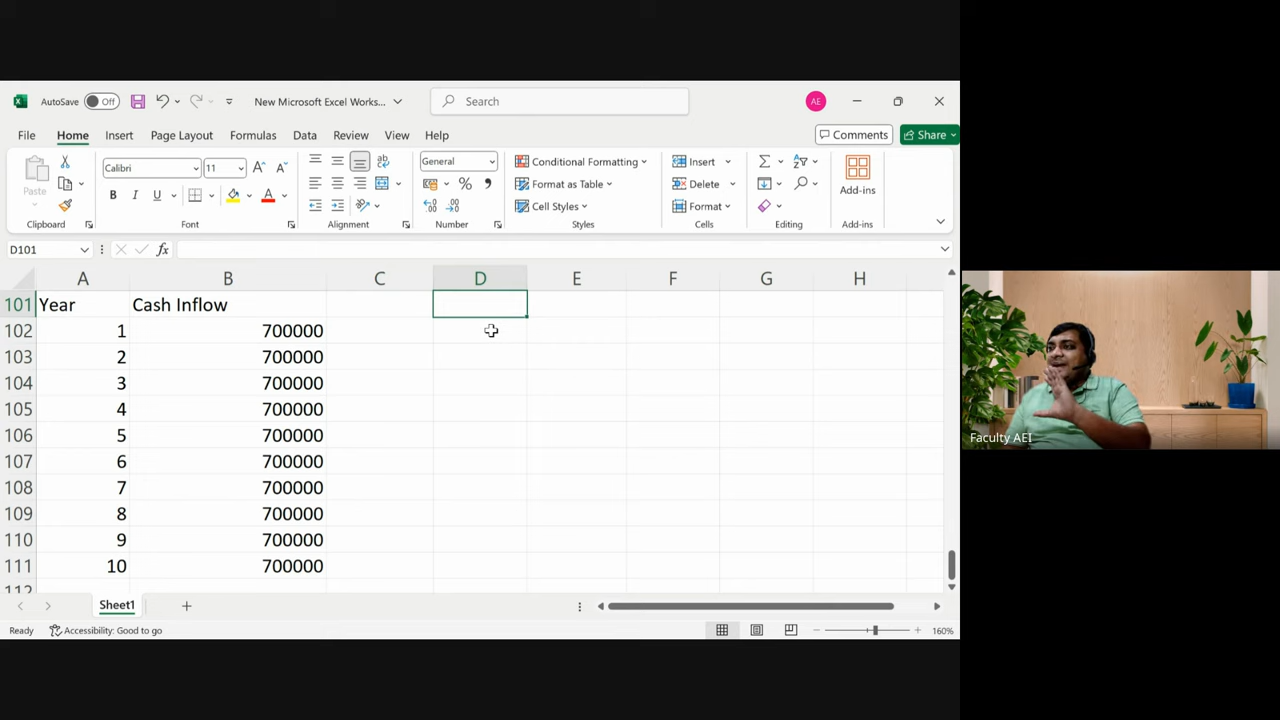 AutoSave Off New Microsoft Excel Works... Search AE
File Home Insert Page Layout Formulas Data Review View Help Comments Share
Paste Calibri 11 General Conditional Formatting Insert
B I U % Format as Table Delete Add-ins
Cell Styles Format
Clipboard Font Alignment Number Styles Cells Editing Add-ins
D101 fx
A B C D E F G H
101 Year Cash Inflow
102 1 700000
103 2 700000
104 3 700000
105 4 700000
106 5 700000
107 6 700000
108 7 700000
109 8 700000
110 9 700000
111 10 700000
112
Sheet1
Ready Accessibility: Good to go 160%
Faculty AEI